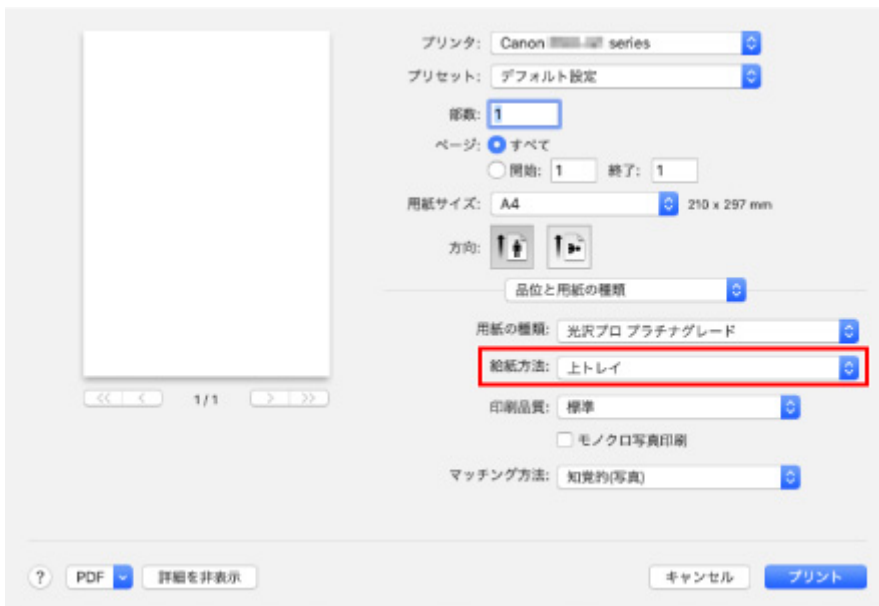 プリンタ: Canon series
プリセット: デフォルト設定
部数: 1
ページ: すべて
開始: 1 終了: 1
用紙サイズ: A4 210 x 297 mm
方向:
品位と用紙の種類
用紙の種類: 光沢プロ プラチナグレード
給紙方法: 上トレイ
<< < 1/1 > >>
印刷品質: 標準
モノクロ写真印刷
マッチング方法: 知覚的(写真)
? PDF 詳細を非表示 キャンセル プリント